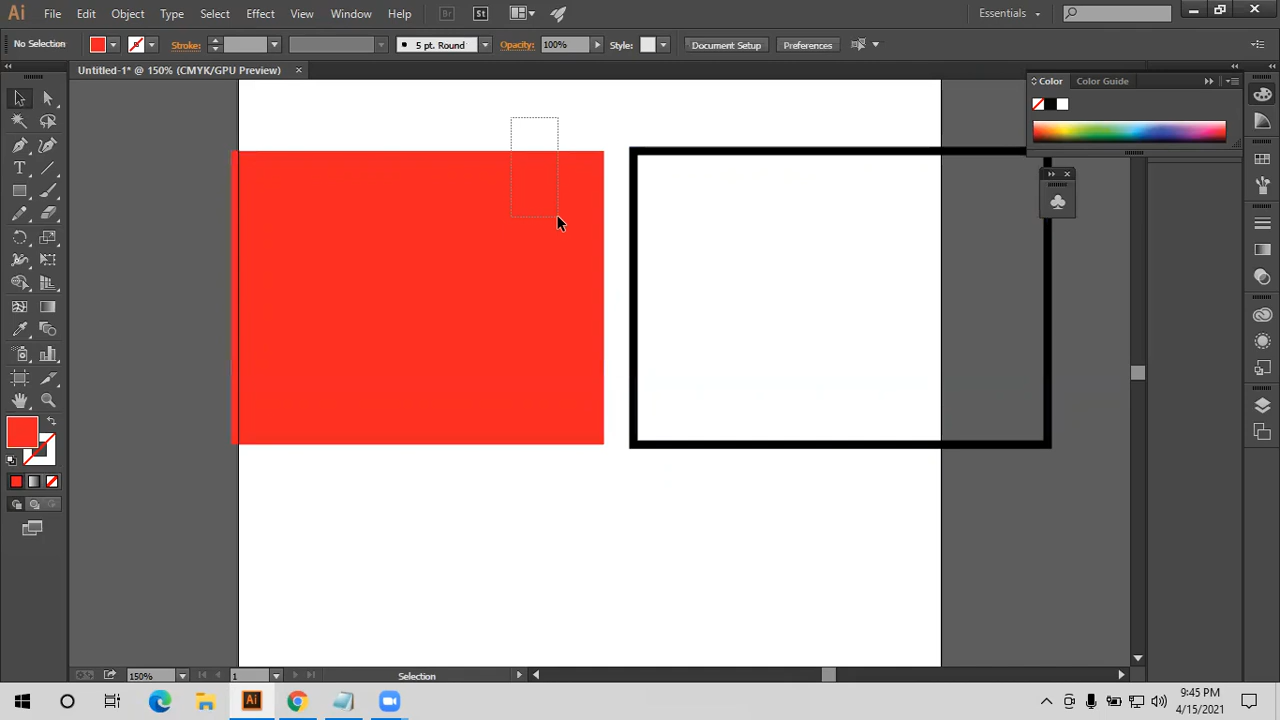 Ai File Edit Object Type Select Effect View Window Help Br St Essentials
No Selection Stroke: 5 pt. Round Opacity: 100% Style: Document Setup Preferences
Untitled-1* @ 150% (CMYK/GPU Preview) ×
Color Color Guide
T
150% 1 Selection
Ai 9:45 PM
4/15/2021